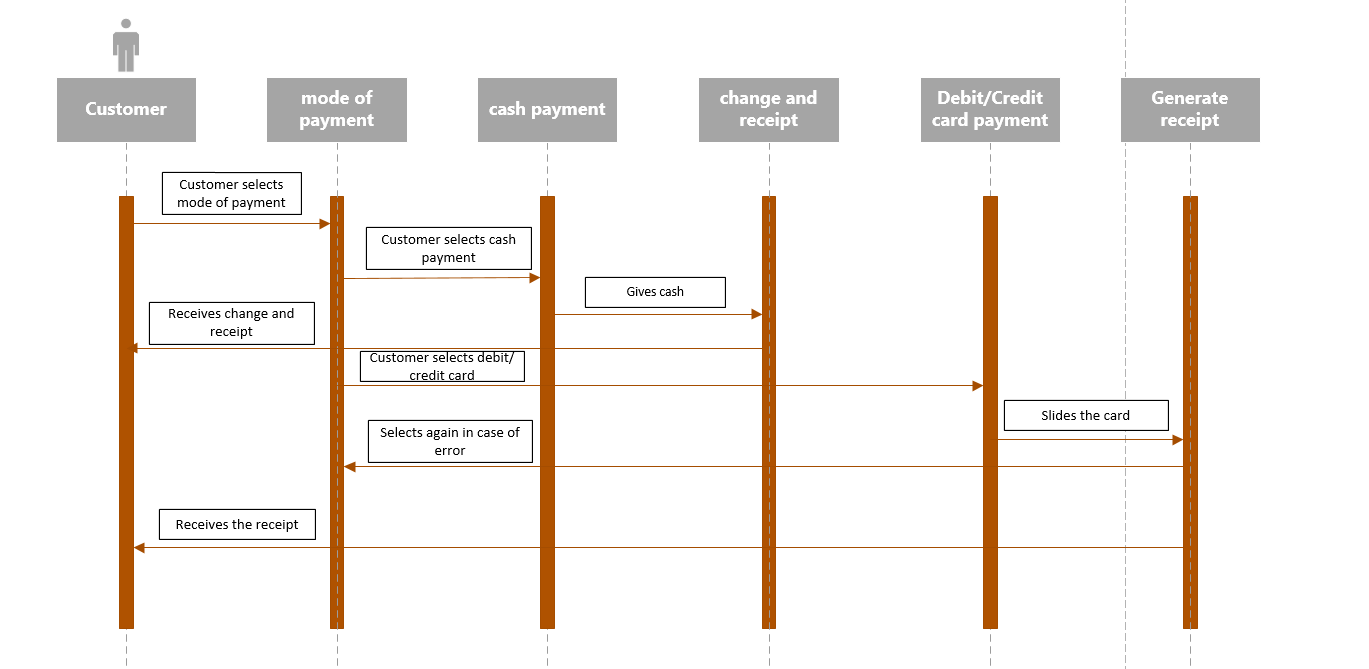 Customer
mode of
payment
cash payment
change and
receipt
Debit/Credit
card payment
Generate
receipt
Customer selects
mode of payment
Customer selects cash
payment
Gives cash
Receives change and
receipt
Customer selects debit/
credit card
Slides the card
Selects again in case of
error
Receives the receipt